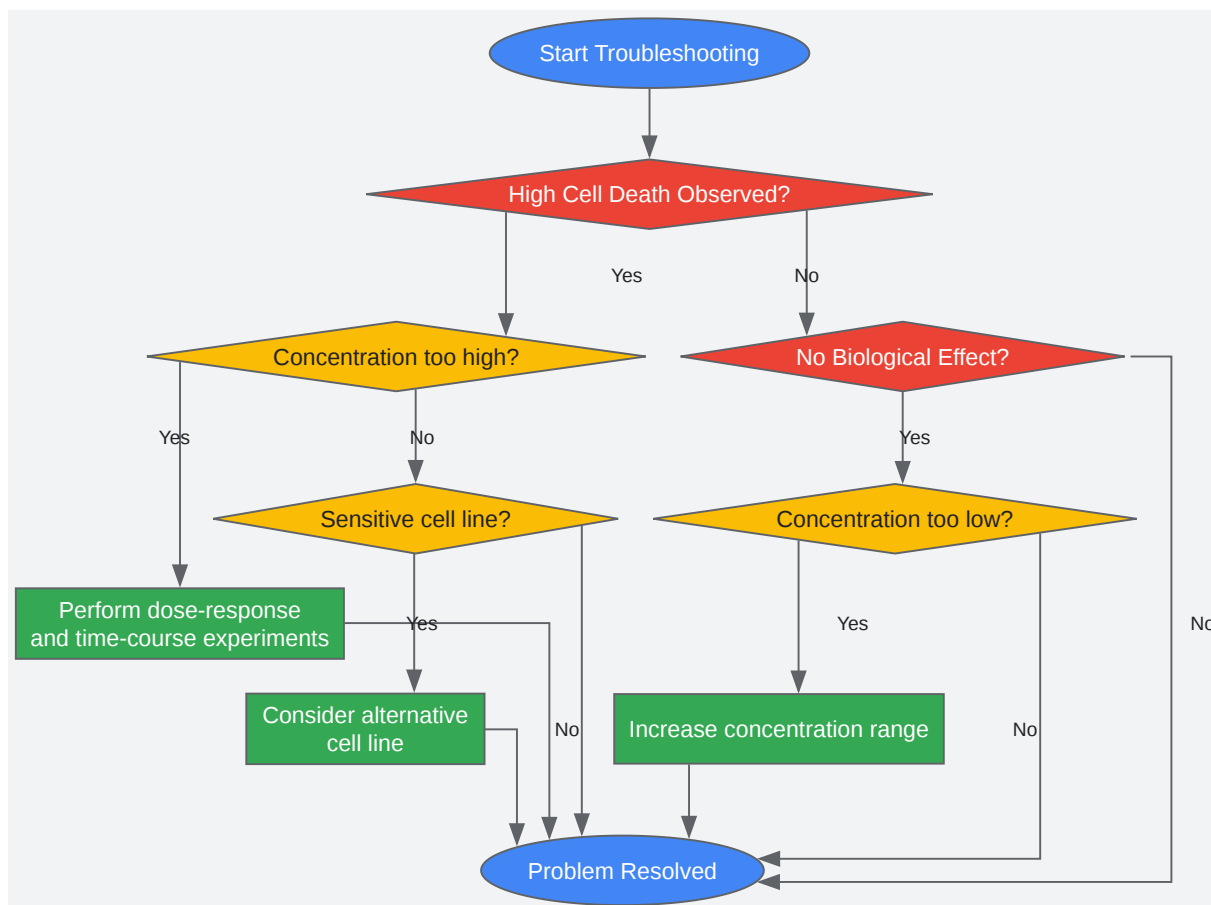 Start Troubleshooting
High Cell Death Observed?
Yes
No
Concentration too high?
No Biological Effect?
Yes
No
Yes
Sensitive cell line?
Concentration too low?
Perform dose-response
and time-course experiments
Yes
Yes
No
Consider alternative
cell line
No
Increase concentration range
No
Problem Resolved